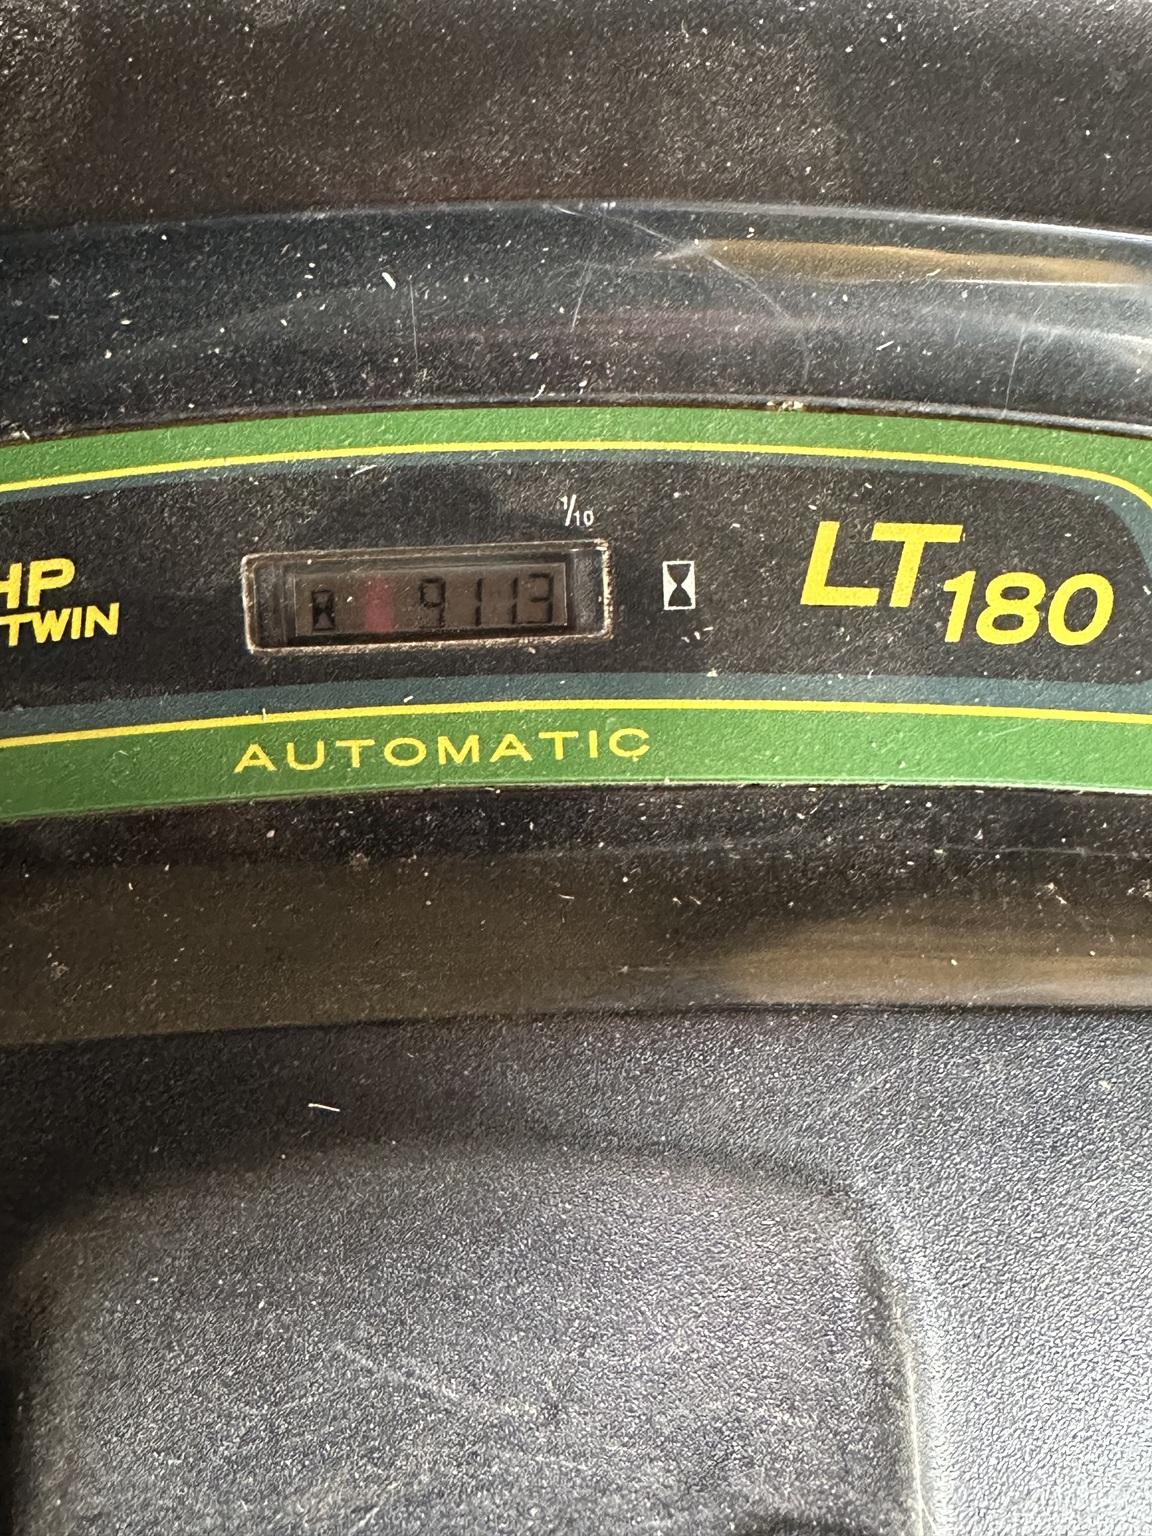 1/10
HP
TWIN
9113
LT180
AUTOMATIC